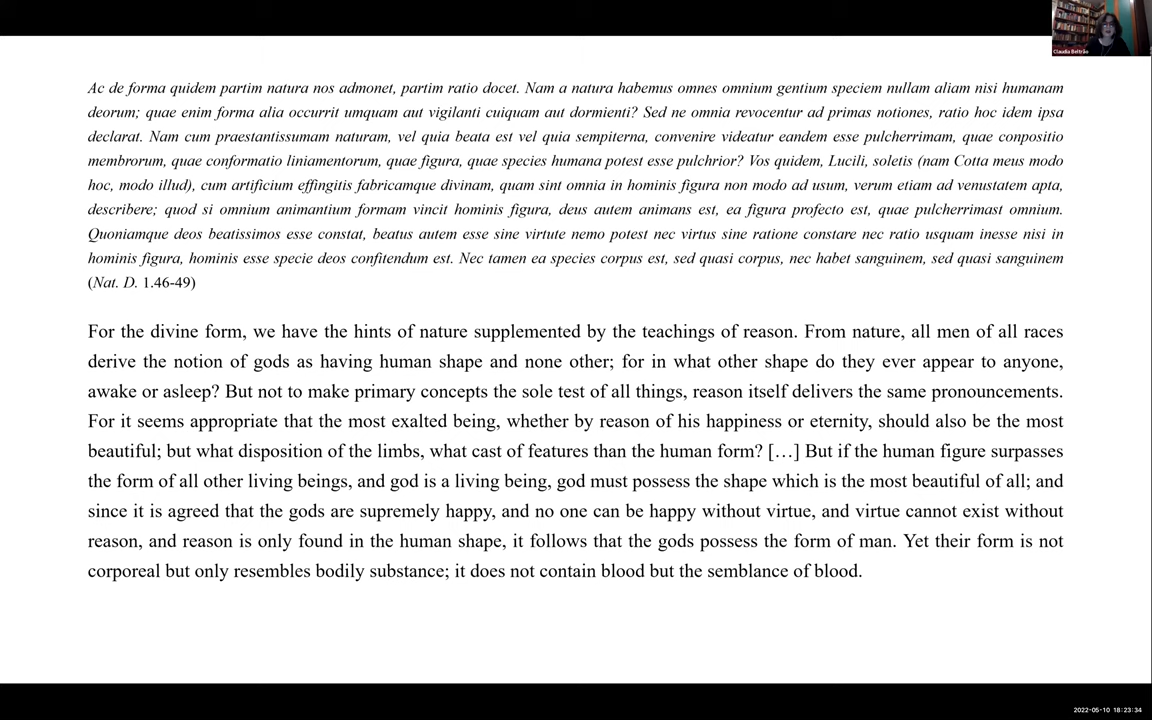 Claudia Beltrão
Ac de forma quidem partim natura nos admonet, partim ratio docet. Nam a natura habemus omnes omnium gentium speciem nullam aliam nisi humanam
deorum; quae enim forma alia occurrit umquam aut vigilanti cuiquam aut dormienti? Sed ne omnia revocentur ad primas notiones, ratio hoc idem ipsa
declarat. Nam cum praestantissumam naturam, vel quia beata est vel quia sempiterna, convenire videatur eandem esse pulcherrimam, quae conpositio
membrorum, quae conformatio liniamentorum, quae figura, quae species humana potest esse pulchrior? Vos quidem, Lucili, soletis (nam Cotta meus modo
hoc, modo illud), cum artificium effingitis fabricamque divinam, quam sint omnia in hominis figura non modo ad usum, verum etiam ad venustatem apta,
describere; quod si omnium animantium formam vincit hominis figura, deus autem animans est, ea figura profecto est, quae pulcherrimast omnium.
Quoniamque deos beatissimos esse constat, beatus autem esse sine virtute nemo potest nec virtus sine ratione constare nec ratio usquam inesse nisi in
hominis figura, hominis esse specie deos confitendum est. Nec tamen ea species corpus est, sed quasi corpus, nec habet sanguinem, sed quasi sanguinem
(Nat. D. 1.46-49)
For the divine form, we have the hints of nature supplemented by the teachings of reason. From nature, all men of all races
derive the notion of gods as having human shape and none other; for in what other shape do they ever appear to anyone,
awake or asleep? But not to make primary concepts the sole test of all things, reason itself delivers the same pronouncements.
For it seems appropriate that the most exalted being, whether by reason of his happiness or eternity, should also be the most
beautiful; but what disposition of the limbs, what cast of features than the human form? […] But if the human figure surpasses
the form of all other living beings, and god is a living being, god must possess the shape which is the most beautiful of all; and
since it is agreed that the gods are supremely happy, and no one can be happy without virtue, and virtue cannot exist without
reason, and reason is only found in the human shape, it follows that the gods possess the form of man. Yet their form is not
corporeal but only resembles bodily substance; it does not contain blood but the semblance of blood.
2022-05-10 18:23:34